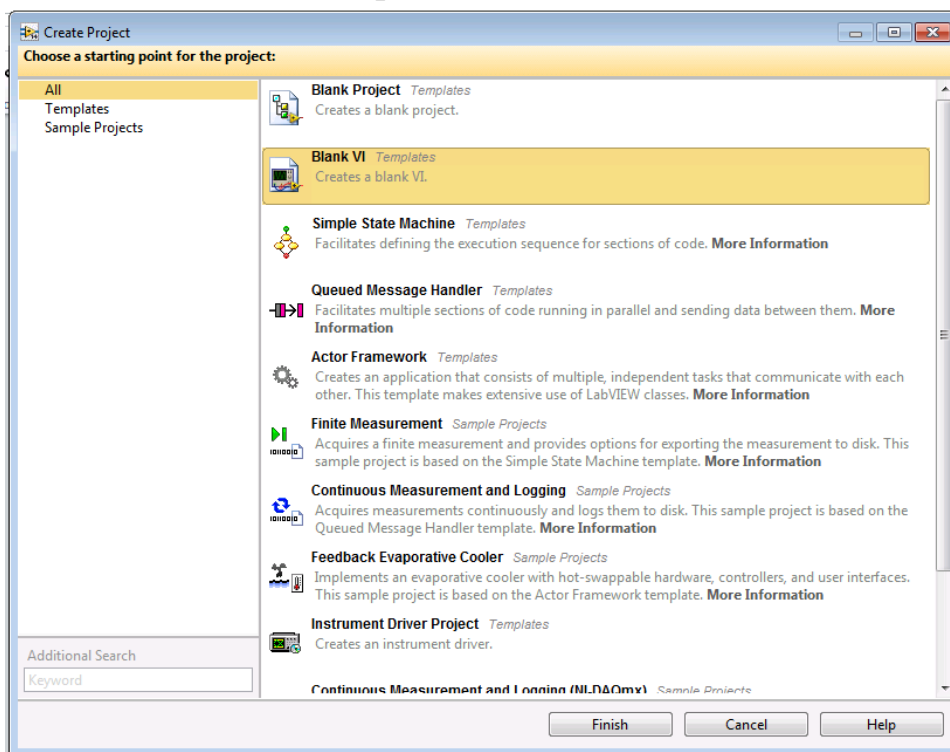 Create Project
Choose a starting point for the project:
All
Templates
Sample Projects
Blank Project Templates
Creates a blank project.
Blank VI Templates
Creates a blank VI.
Simple State Machine Templates
Facilitates defining the execution sequence for sections of code. More Information
Queued Message Handler Templates
Facilitates multiple sections of code running in parallel and sending data between them. More
Information
Actor Framework Templates
Creates an application that consists of multiple, independent tasks that communicate with each
other. This template makes extensive use of LabVIEW classes. More Information
Finite Measurement Sample Projects
Acquires a finite measurement and provides options for exporting the measurement to disk. This
sample project is based on the Simple State Machine template. More Information
Continuous Measurement and Logging Sample Projects
Acquires measurements continuously and logs them to disk. This sample project is based on the
Queued Message Handler template. More Information
Feedback Evaporative Cooler Sample Projects
Implements an evaporative cooler with hot-swappable hardware, controllers, and user interfaces.
This sample project is based on the Actor Framework template. More Information
Instrument Driver Project Templates
Creates an instrument driver.
Continuous Measurement and Logging (NI-DAQmx) Sample Projects
Additional Search
Keyword
Finish
Cancel
Help